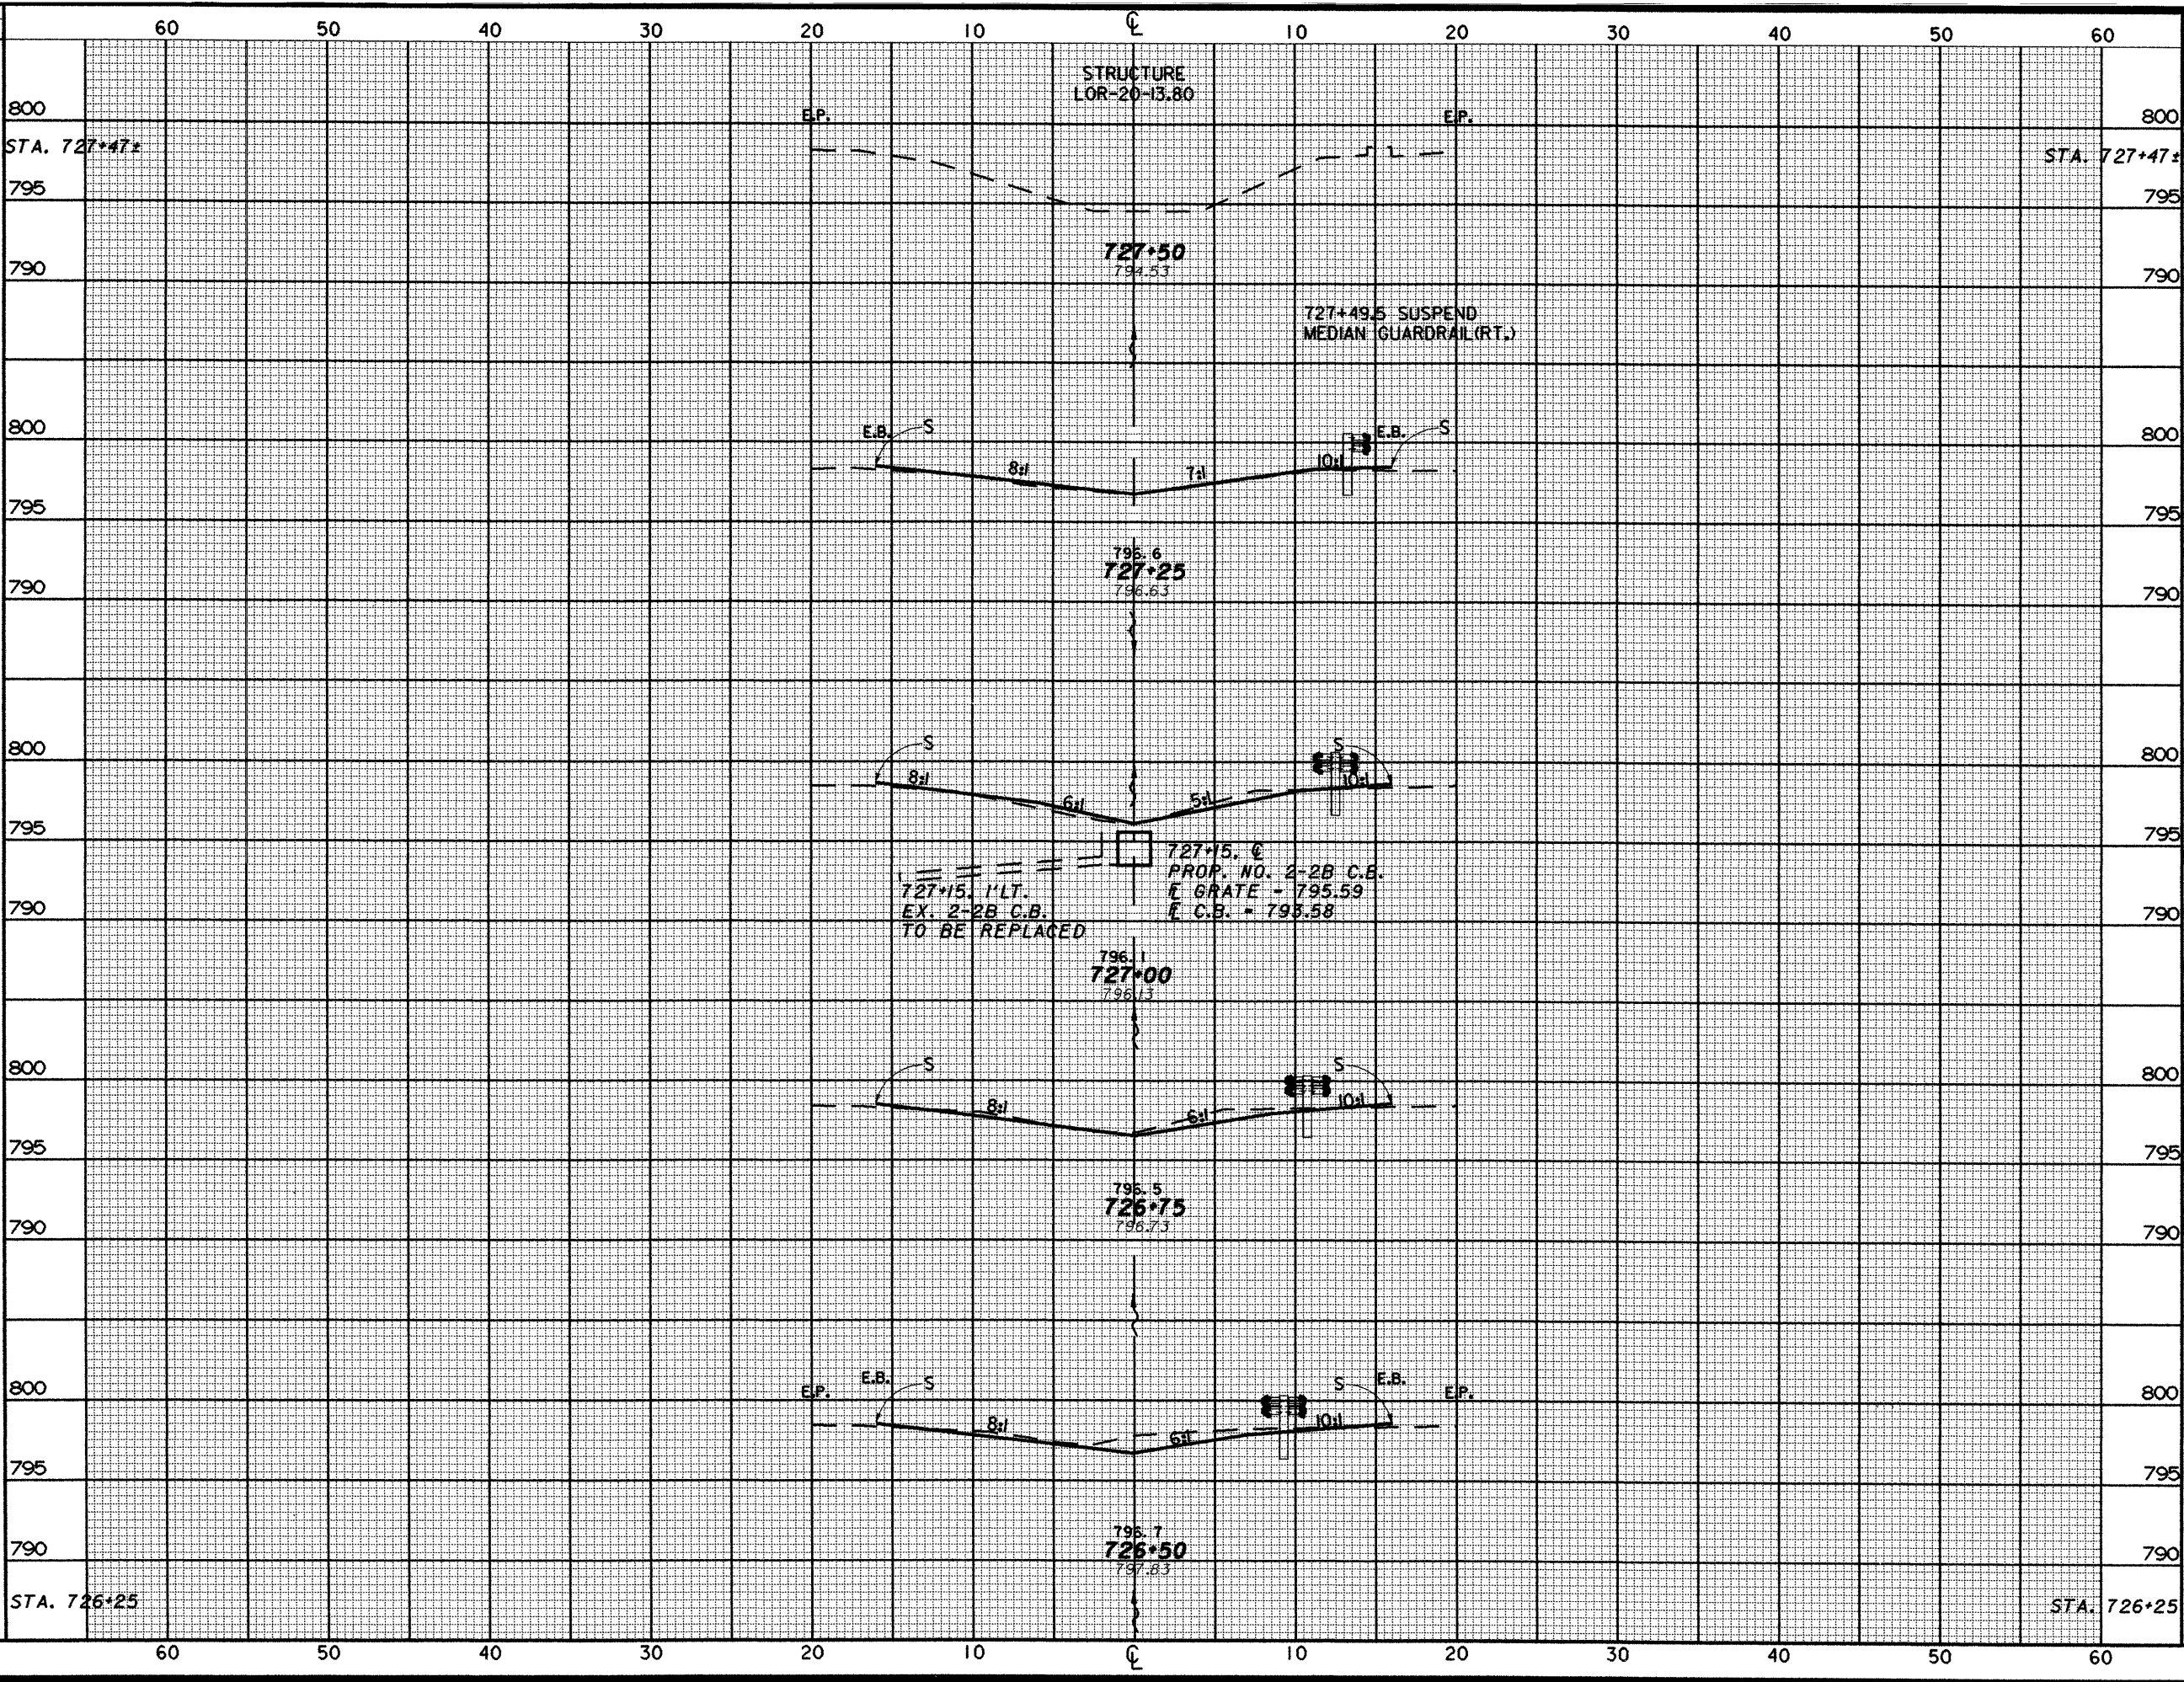 60 50 40 30 20 10 ℄ 10 20 30 40 50 60
STRUCTURE
LOR-20-13.80
800 E.P. E.P. 800
STA. 727+47± STA. 727+47±
795 795
727+50
790 794.53 790
727+49.5 SUSPEND
MEDIAN GUARDRAIL(RT.)
800 E.B. S E.B. S 800
8:1 7:1 10:1
795 795
796.6
727+25
790 796.63 790
800 S S 800
8:1 6:1 5:1 10:1
795 795
727+15, ℄
PROP. NO. 2-2B C.B.
℄ GRATE = 795.59
℄ C.B. = 793.58
727+15, 1' LT.
EX. 2-2B C.B.
TO BE REPLACED
790 790
796.1
727+00
796.13
800 S S 800
8:1 6:1 10:1
795 795
796.5
726+75
790 796.73 790
800 E.P. E.B. S S E.B. E.P. 800
8:1 6:1 10:1
795 795
796.7
790 726+50 790
797.83
STA. 726+25 STA. 726+25
60 50 40 30 20 10 ℄ 10 20 30 40 50 60